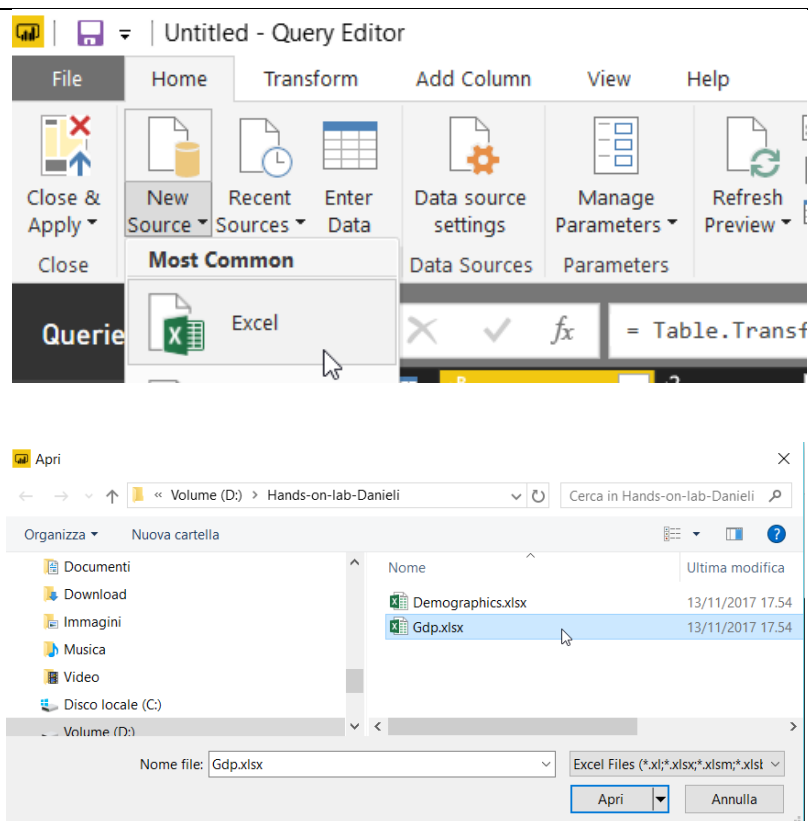 Untitled - Query Editor
File Home Transform Add Column View Help
Close & Apply
New Source
Recent Sources
Enter Data
Data source settings
Manage Parameters
Refresh Preview
Close
Most Common
Data Sources
Parameters
Excel
Querie
fx
= Table.Transf
Apri
« Volume (D:) > Hands-on-lab-Danieli
Cerca in Hands-on-lab-Danieli
Organizza
Nuova cartella
Documenti
Download
Immagini
Musica
Video
Disco locale (C:)
Volume (D:)
Nome
Ultima modifica
Demographics.xlsx
13/11/2017 17.54
Gdp.xlsx
13/11/2017 17.54
Nome file:
Gdp.xlsx
Excel Files (*.xl;*.xlsx;*.xlsm;*.xlsb
Apri
Annulla